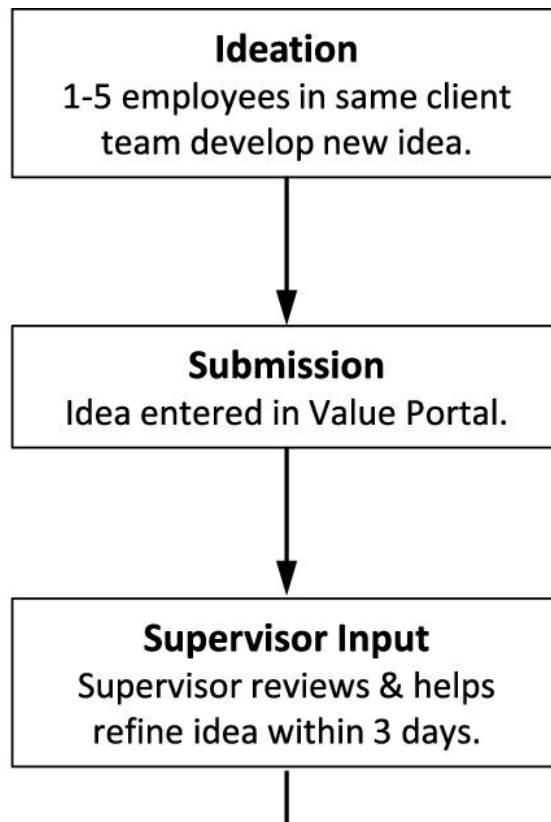 Ideation
1-5 employees in same client
team develop new idea.
Submission
Idea entered in Value Portal.
Supervisor Input
Supervisor reviews & helps
refine idea within 3 days.